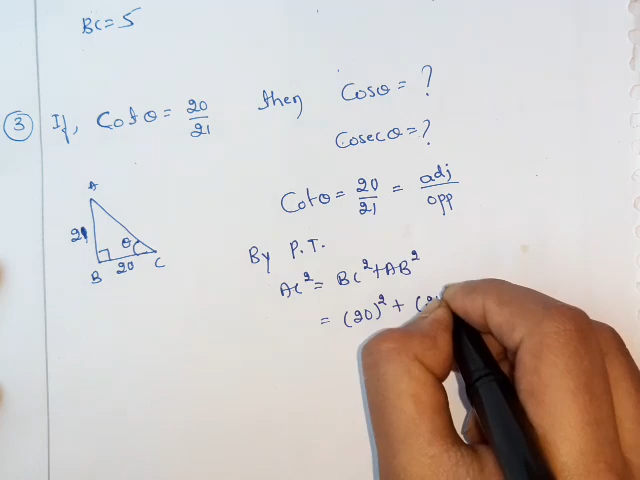 BC = 5
③ If, Cotθ = 20/21 then Cosθ = ?
Cosecθ = ?
Cotθ = 20/21 = adj/opp
A
21
θ
B 20 C
By P.T.
AC² = BC² + AB²
= (20)² + (2